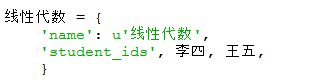 线性代数 = {
'name': u'线性代数',
'student_ids', 李四, 王五,
}